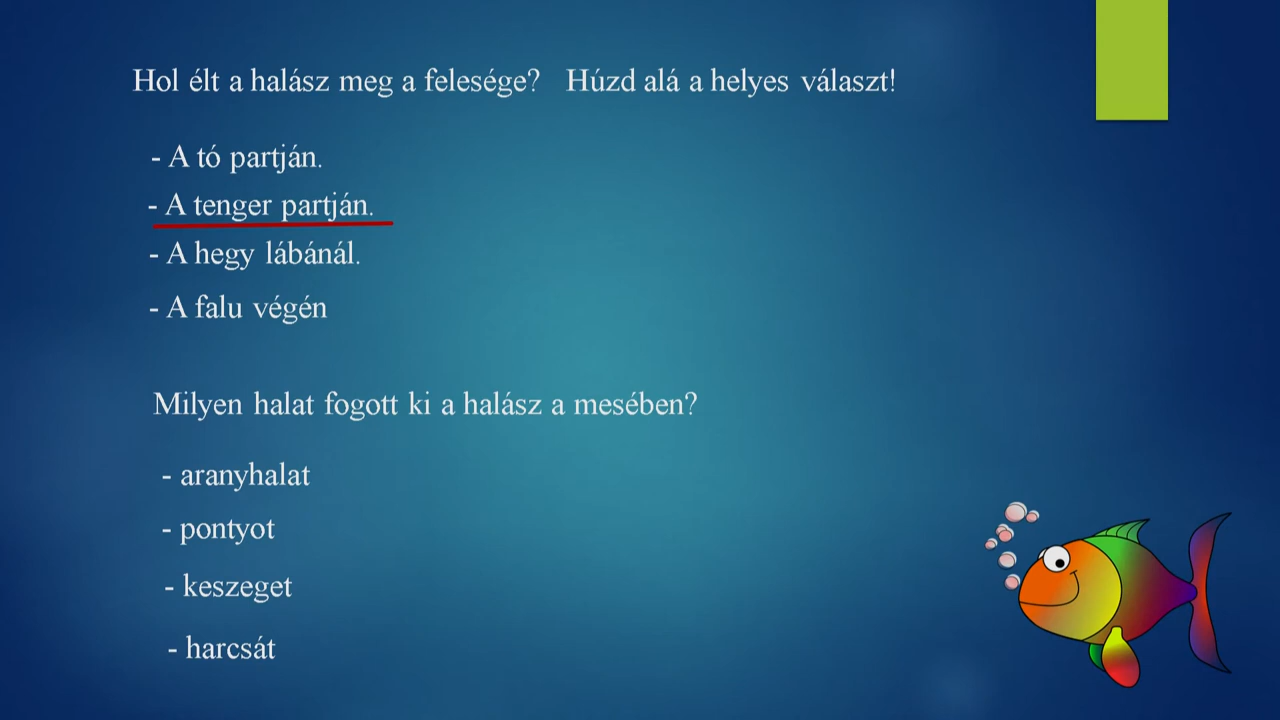 Hol élt a halász meg a felesége? Húzd alá a helyes választ!
- A tó partján.
- A tenger partján.
- A hegy lábánál.
- A falu végén
Milyen halat fogott ki a halász a mesében?
- aranyhalat
- pontyot
- keszeget
- harcsát